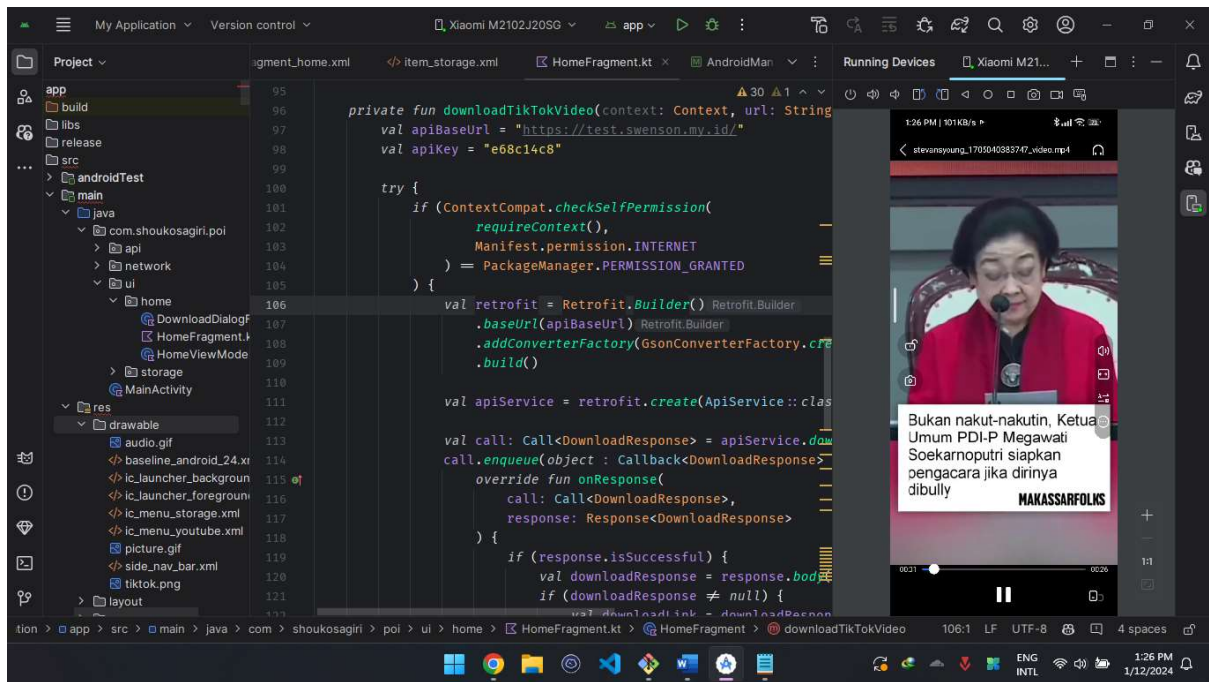 My Application
Version control
Xiaomi M2102J20SG
app
Project
agment_home.xml
item_storage.xml
HomeFragment.kt
AndroidMan
Running Devices
Xiaomi M21...
app
build
libs
release
src
androidTest
main
java
com.shoukosagiri.poi
api
network
ui
home
DownloadDialogF
HomeFragment.k
HomeViewMode
storage
MainActivity
res
drawable
audio.gif
baseline_android_24.xr
ic_launcher_backgroun
ic_launcher_foreground
ic_menu_storage.xml
ic_menu_youtube.xml
picture.gif
side_nav_bar.xml
tiktok.png
layout
30 1
95
96 private fun downloadTikTokVideo(context: Context, url: String
97 val apiBaseUrl = "https://test.swenson.my.id/"
98 val apiKey = "e68c14c8"
99
100 try {
101 if (ContextCompat.checkSelfPermission(
102 requireContext(),
103 Manifest.permission.INTERNET
104 ) == PackageManager.PERMISSION_GRANTED
105 ) {
106 val retrofit = Retrofit.Builder() Retrofit.Builder
107 .baseUrl(apiBaseUrl) Retrofit.Builder
108 .addConverterFactory(GsonConverterFactory.cre
109 .build()
110
111 val apiService = retrofit.create(ApiService::clas
112
113 val call: Call<DownloadResponse> = apiService.dow
114 call.enqueue(object : Callback<DownloadResponse>
115 override fun onResponse(
116 call: Call<DownloadResponse>,
117 response: Response<DownloadResponse>
118 ) {
119 if (response.isSuccessful) {
120 val downloadResponse = response.body(
121 if (downloadResponse ≠ null) {
122 val downloadLink = downloadRespon
1:26 PM | 101KB/s
stevansyoung_1705040383747_video.mp4
Bukan nakut-nakutin, Ketua
Umum PDI-P Megawati
Soekarnoputri siapkan
pengacara jika dirinya
dibully
MAKASSARFOLKS
00:26
1:1
tion > app > src > main > java > com > shoukosagiri > poi > ui > home > HomeFragment.kt > HomeFragment > downloadTikTokVideo
106:1 LF UTF-8 4 spaces
ENG
INTL
1:26 PM
1/12/2024